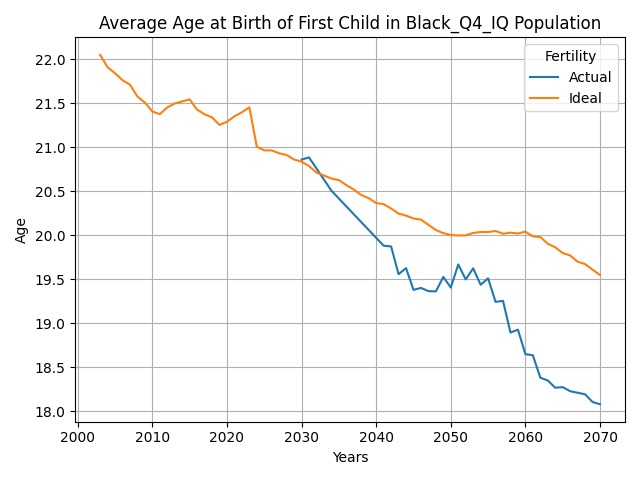 Average Age at Birth of First Child in Black_Q4_IQ Population
Fertility
Actual
Ideal
Age
22.0
21.5
21.0
20.5
20.0
19.5
19.0
18.5
18.0
2000 2010 2020 2030 2040 2050 2060 2070
Years